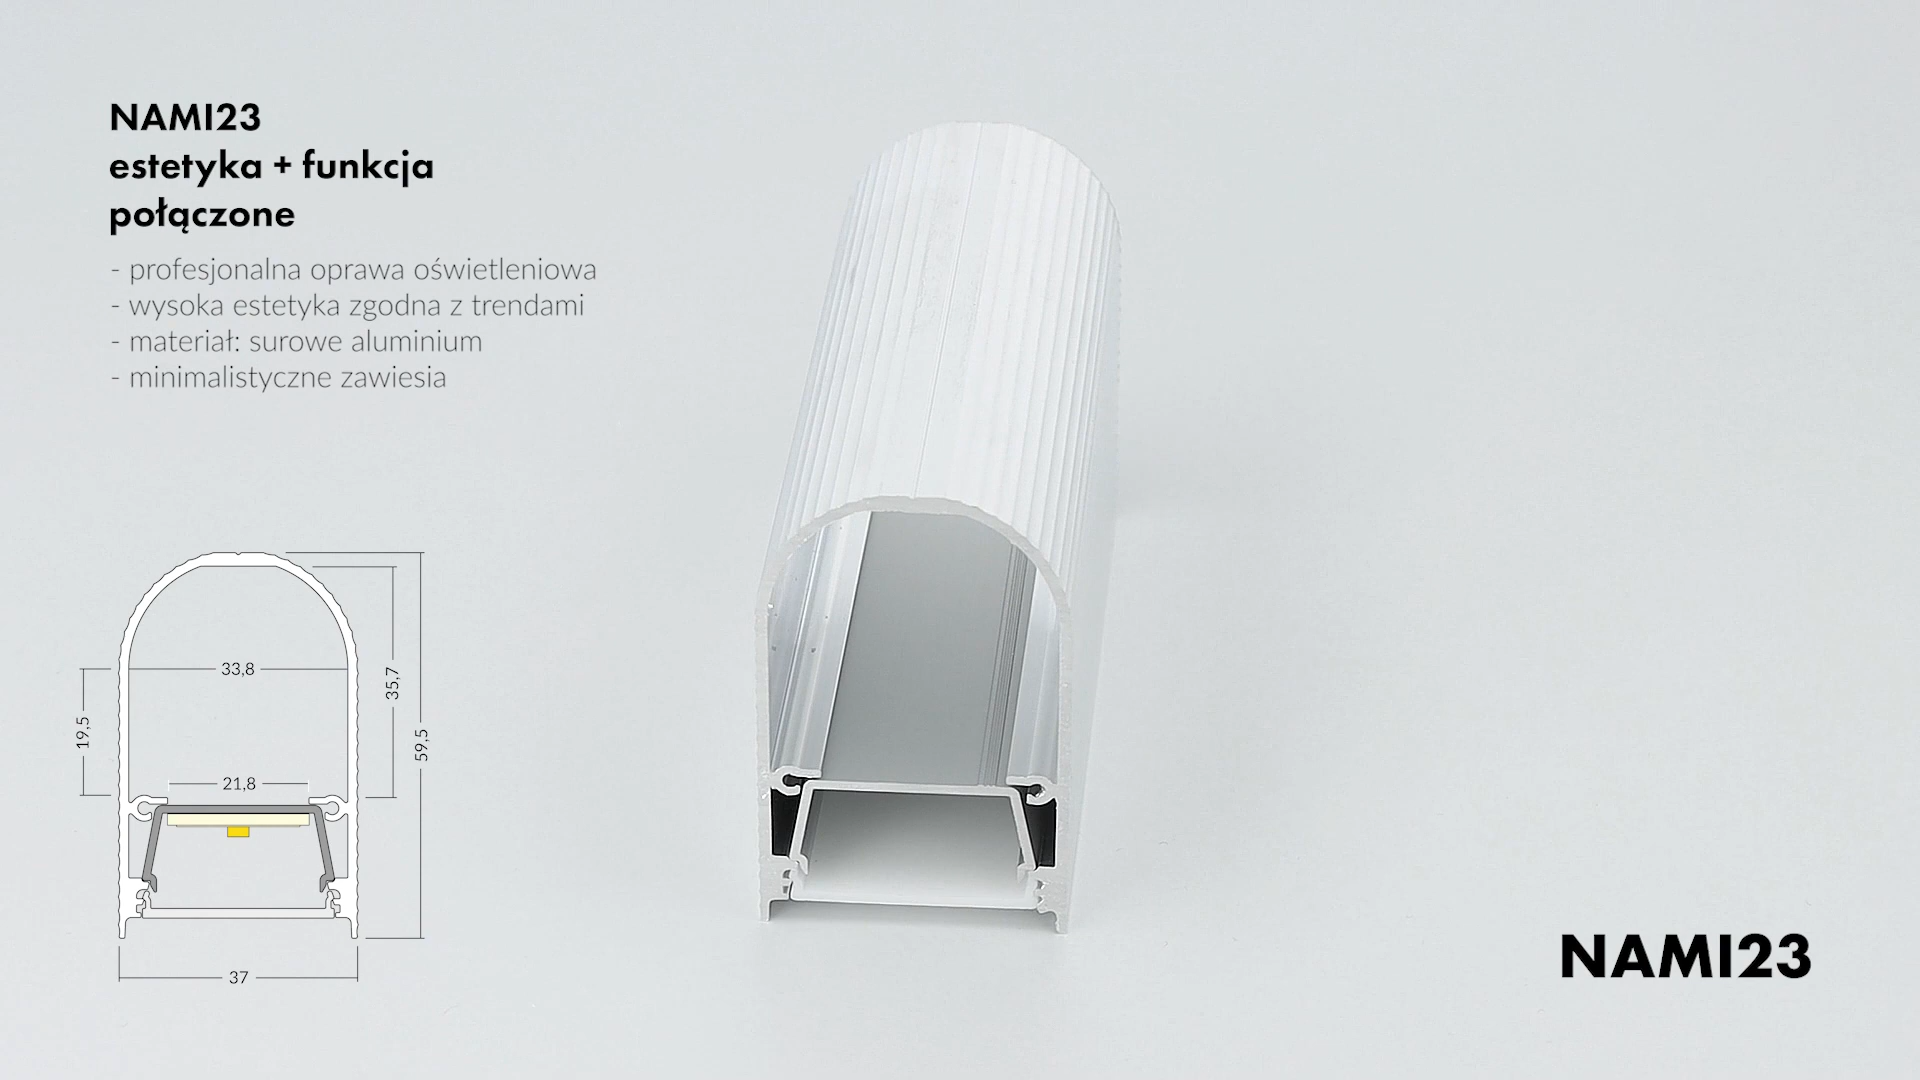 NAMI23
estetyka + funkcja
połączone
- profesjonalna oprawa oświetleniowa
- wysoka estetyka zgodna z trendami
- materiał: surowe aluminium
- minimalistyczne zawiesia
33,8
35,7
19,5
59,5
21,8
37
NAMI23